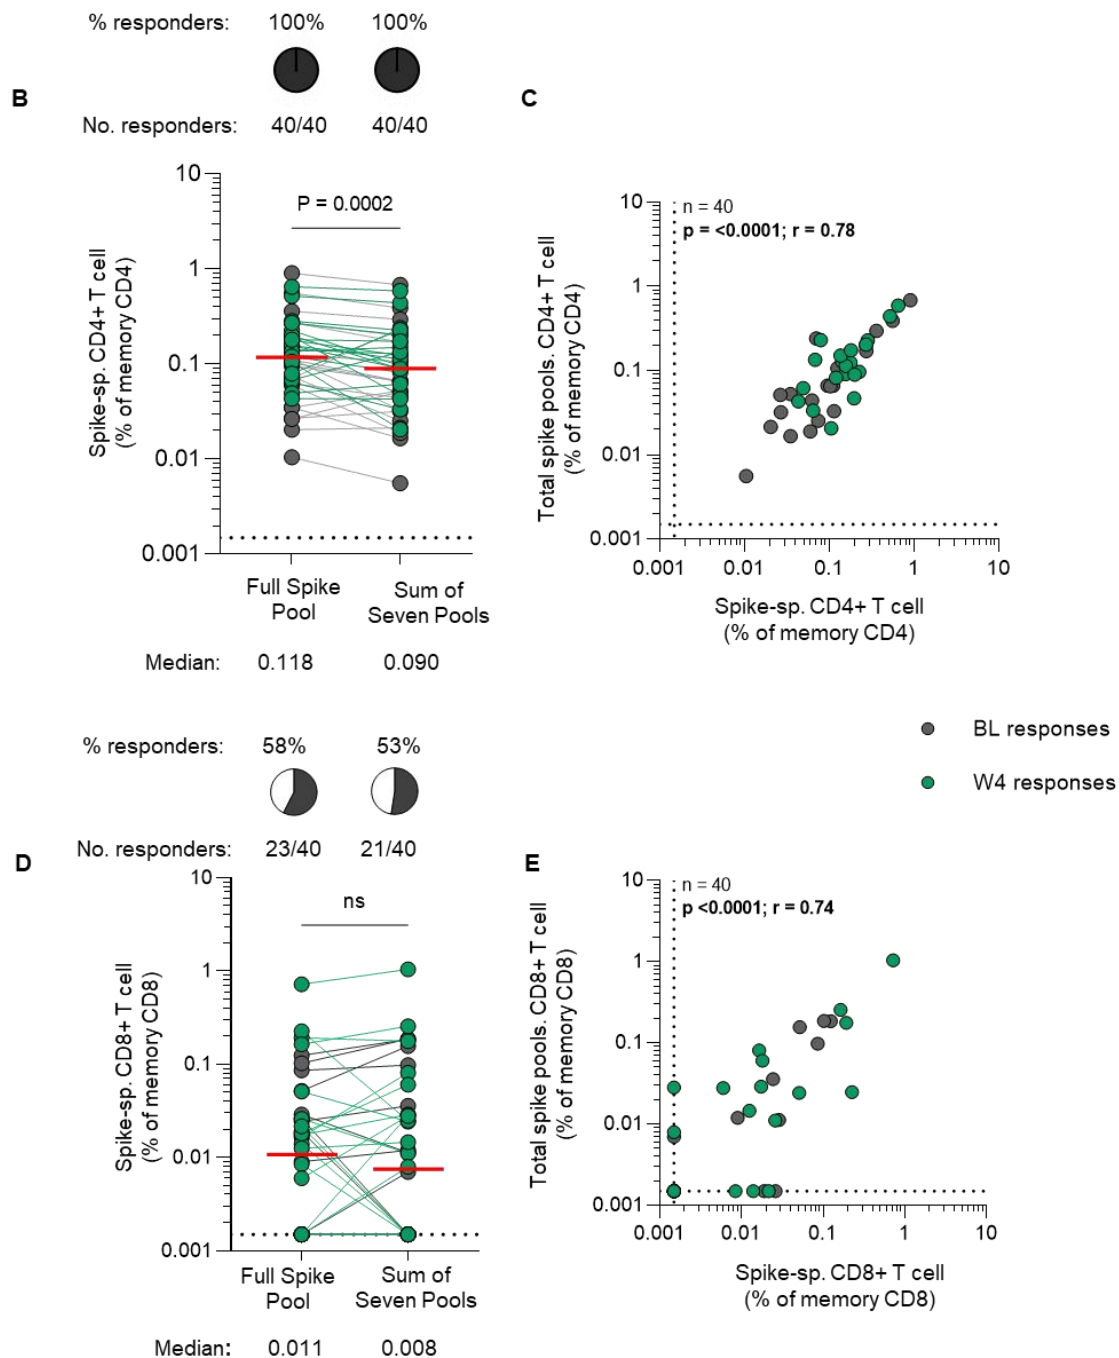 % responders: 100% 100%
B
No. responders: 40/40 40/40
10
1
0.1
0.01
0.001
Spike-sp. CD4+ T cell
(% of memory CD4)
P = 0.0002
Full Spike
Pool
Sum of
Seven Pools
Median: 0.118 0.090
C
10
1
0.1
0.01
0.001
Total spike pools. CD4+ T cell
(% of memory CD4)
n = 40
p = <0.0001; r = 0.78
0.001 0.01 0.1 1 10
Spike-sp. CD4+ T cell
(% of memory CD4)
BL responses
W4 responses
% responders: 58% 53%
No. responders: 23/40 21/40
D
10
1
0.1
0.01
0.001
Spike-sp. CD8+ T cell
(% of memory CD8)
ns
Full Spike
Pool
Sum of
Seven Pools
Median: 0.011 0.008
E
10
1
0.1
0.01
0.001
Total spike pools. CD8+ T cell
(% of memory CD8)
n = 40
p <0.0001; r = 0.74
0.001 0.01 0.1 1 10
Spike-sp. CD8+ T cell
(% of memory CD8)